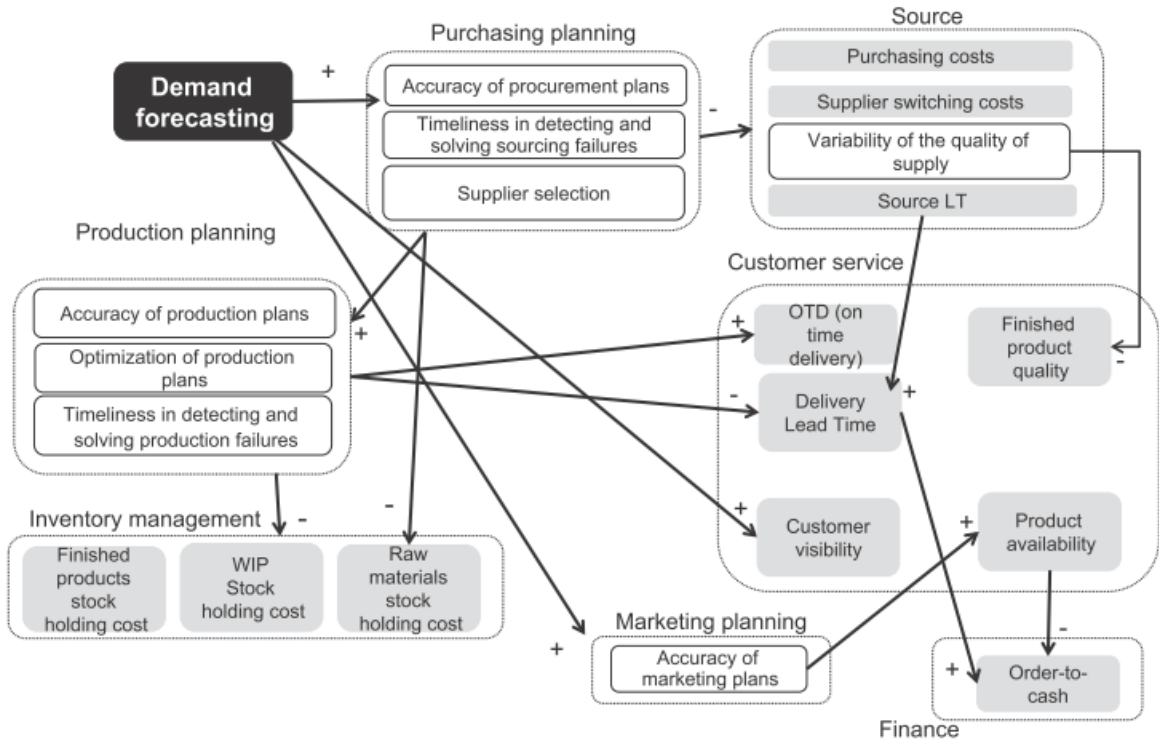 Source
Purchasing planning
Demand
forecasting
+
Accuracy of procurement plans
Timeliness in detecting and
solving sourcing failures
Supplier selection
-
Purchasing costs
Supplier switching costs
Variability of the quality of
supply
Source LT
Production planning
Accuracy of production plans
Optimization of production
plans
Timeliness in detecting and
solving production failures
+
Customer service
+
OTD (on
time
delivery)
Finished
product
quality
-
-
Delivery
Lead Time
+
+
Customer
visibility
+
Product
availability
Inventory management
-
-
Finished
products
stock
holding cost
WIP
Stock
holding cost
Raw
materials
stock
holding cost
Marketing planning
+
Accuracy of
marketing plans
-
+
Order-to-
cash
Finance